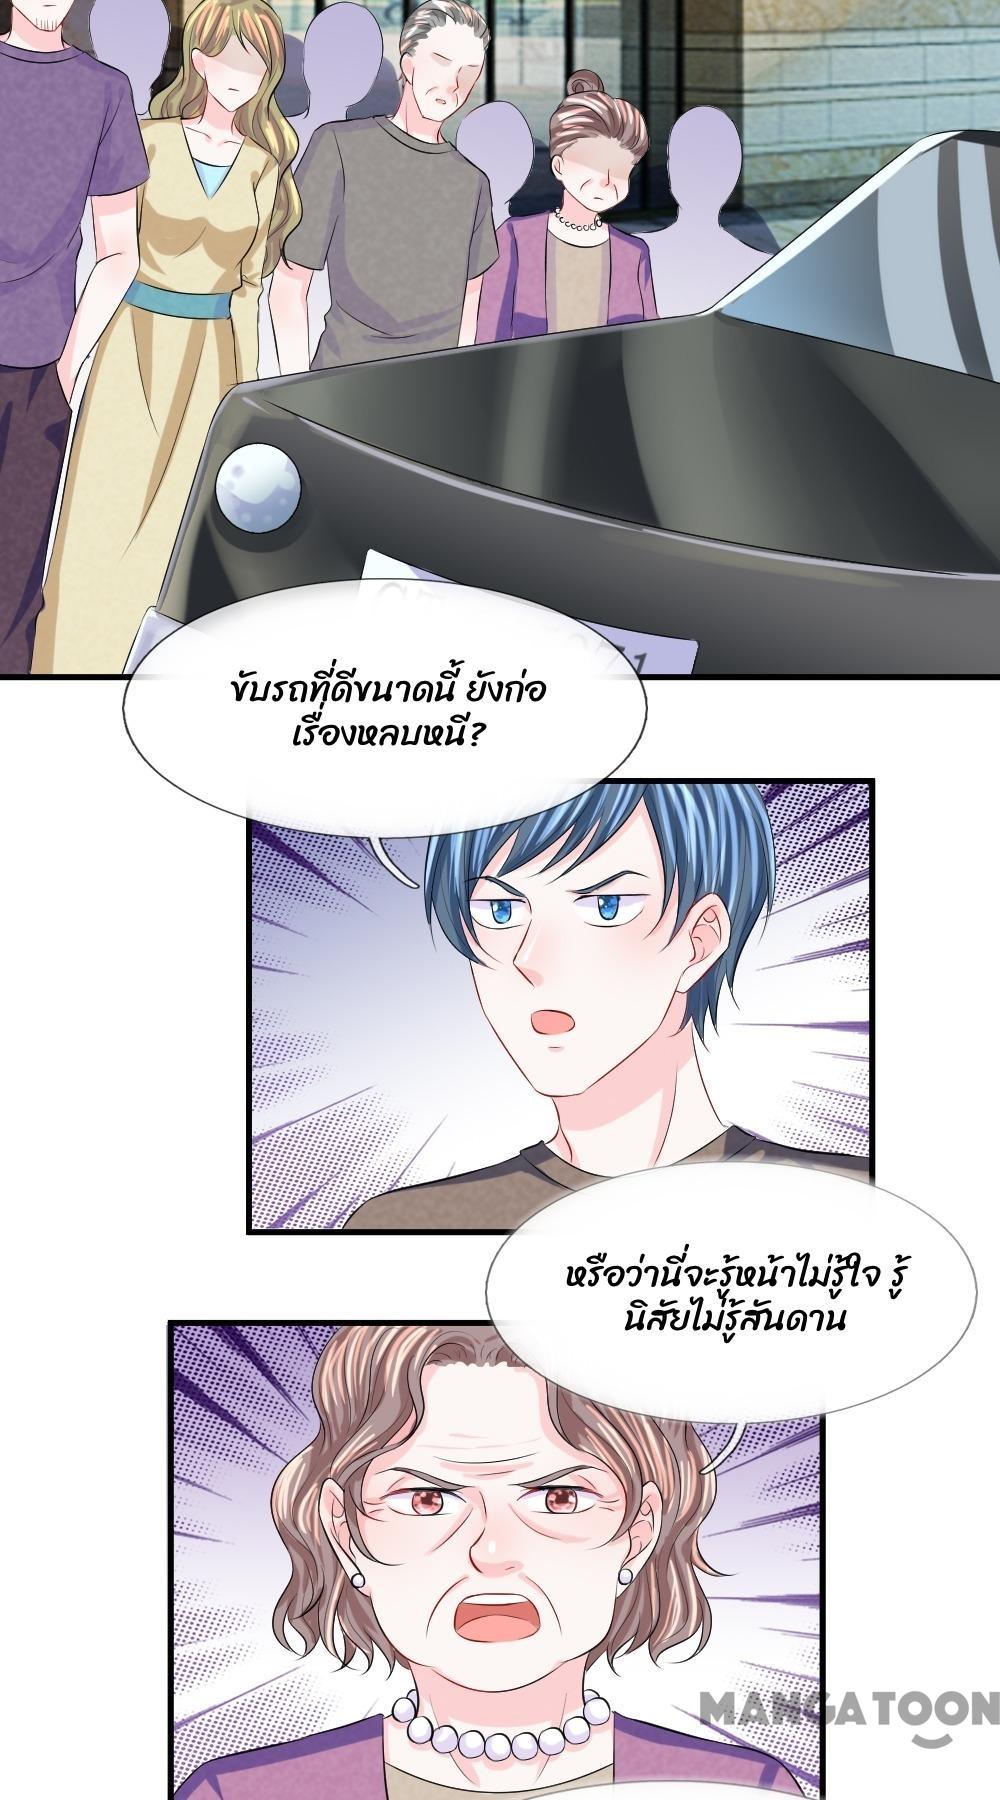 ขับรถที่ดีขนาดนี้ ยังก่อ
เรื่องหลบหนี?
หรือว่านี่จะรู้หน้าไม่รู้ใจ รู้
นิสัยไม่รู้สันดาน
MANGATOON